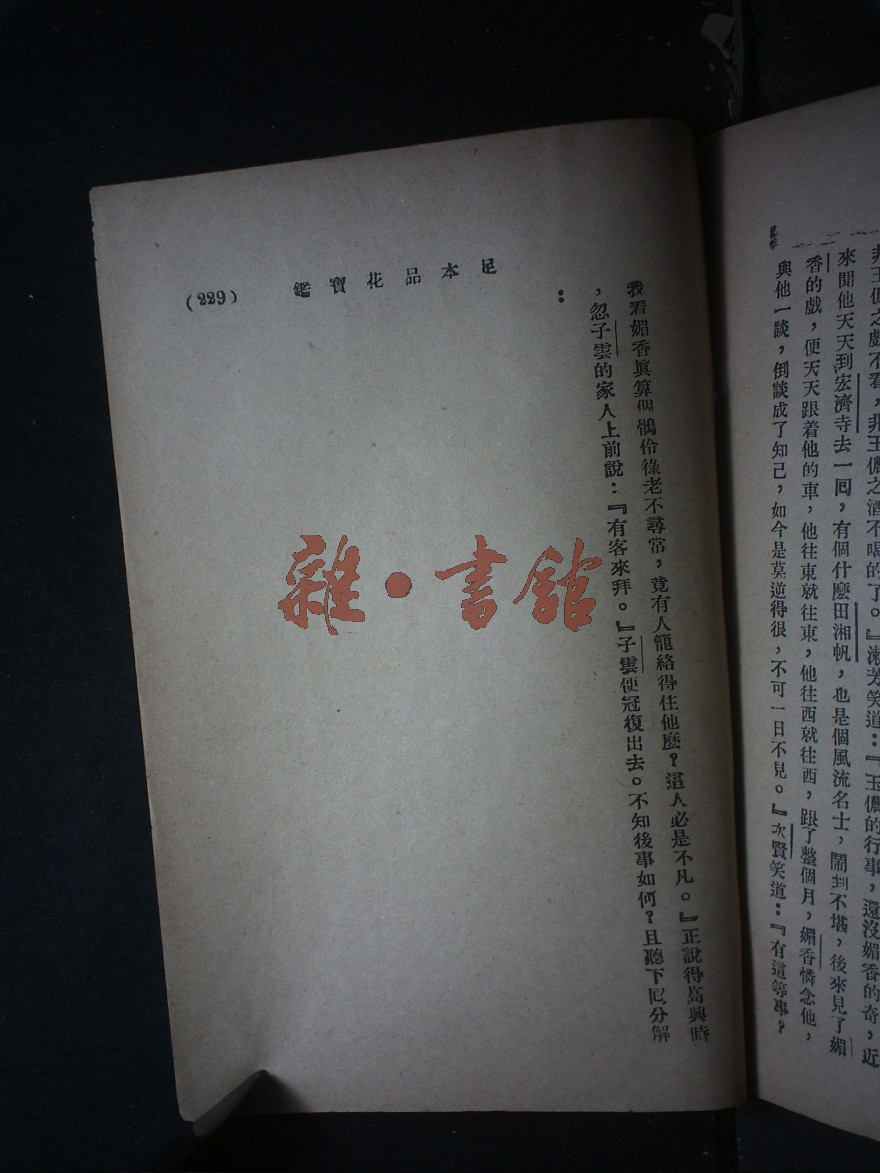 非玉儂之戲不看，非玉儂之酒不喝的了。』漱芳笑道：『玉儂的行事，還沒媚香的奇，近
來聞他天天到宏濟寺去一囘，有個什麼田湘帆，也是個風流名士，鬧到不堪，後來見了媚
香的戲，便天天跟着他的車，他往東就往東，他往西就往西，跟了整個月，媚香憐念他，
與他一談，倒談成了知己，如今是莫逆得很，不可一日不見。』次賢笑道：『有這等事？
足本品花寶鑑
(229)
我看媚香眞算個鶻伶淥老不尋常，竟有人籠絡得住他麼？這人必是不凡。』正說得高興時
，忽子雲的家人上前說：『有客來拜。』子雲便冠復出去。不知後事如何？且聽下囘分解
：
雜·書館